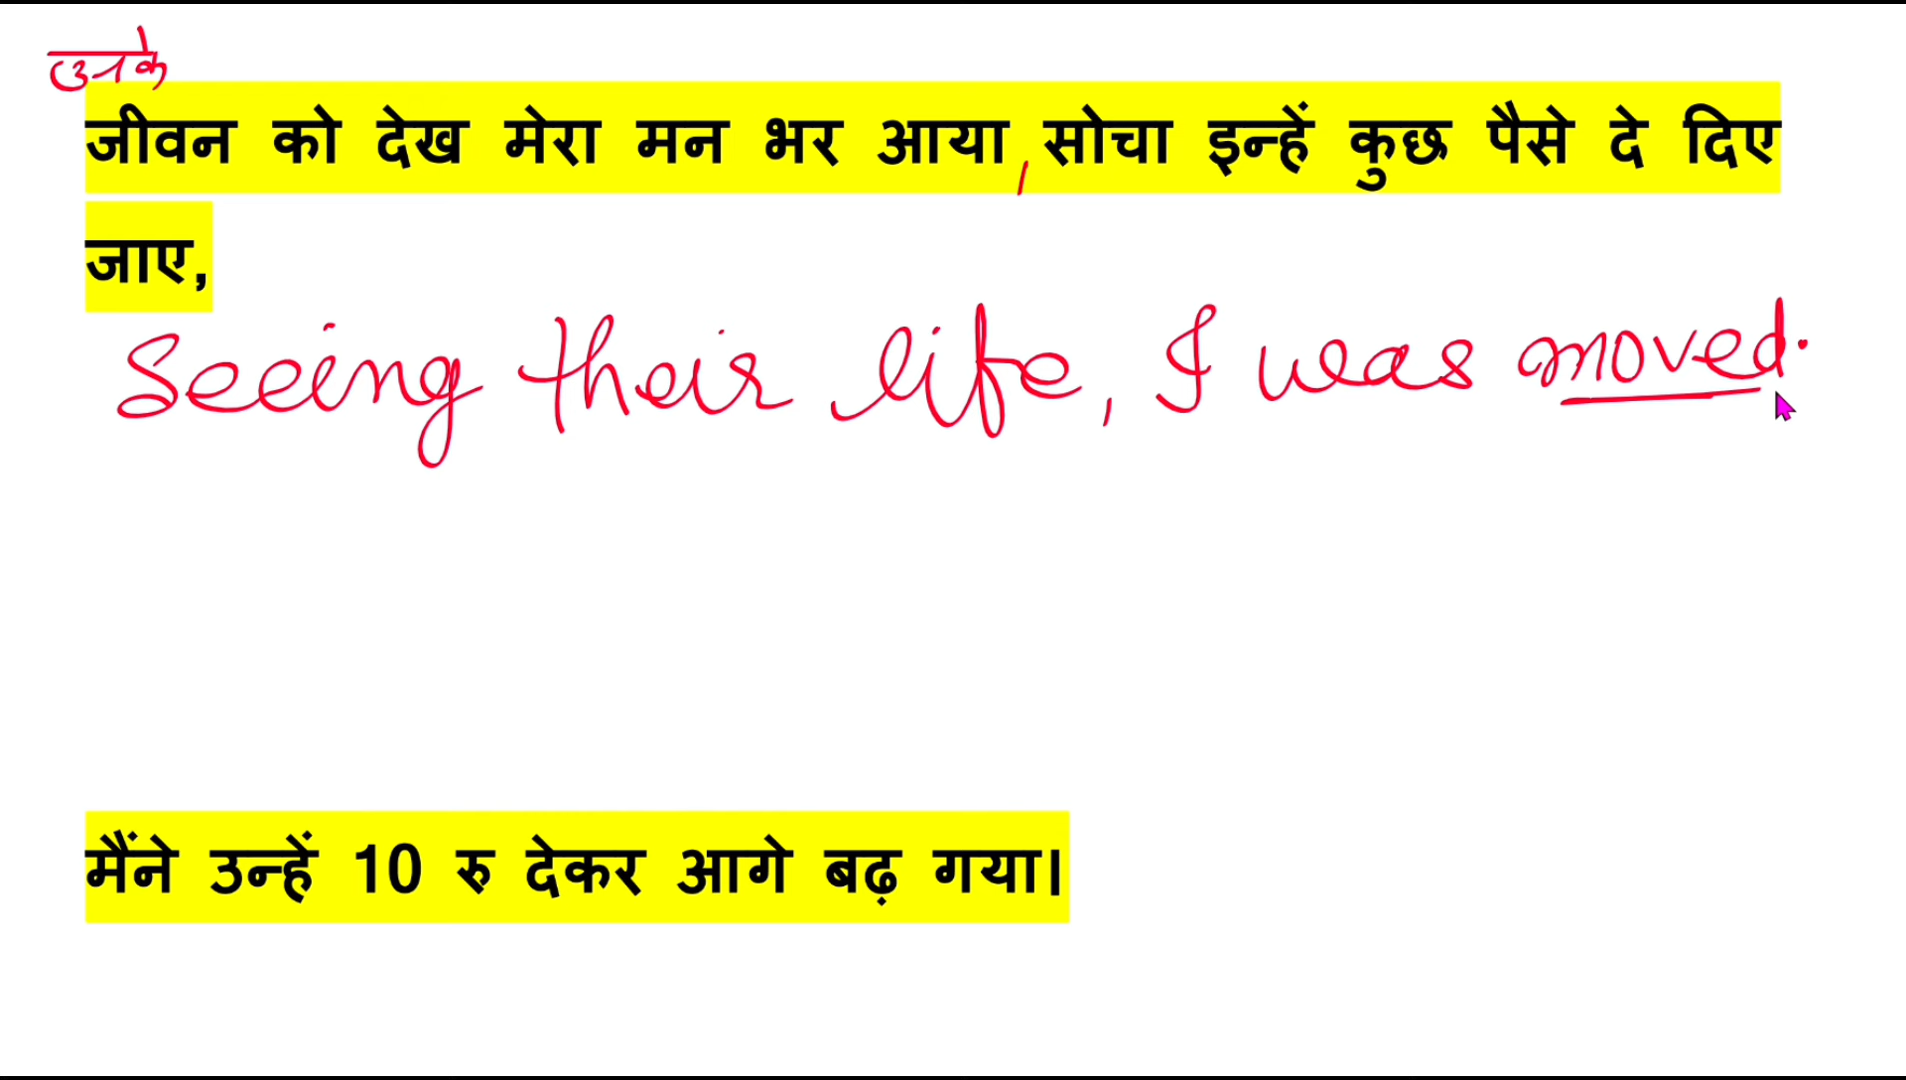 उनके
जीवन को देख मेरा मन भर आया, सोचा इन्हें कुछ पैसे दे दिए
जाए,
Seeing their life, I was moved.
मैंने उन्हें 10 रु देकर आगे बढ़ गया।